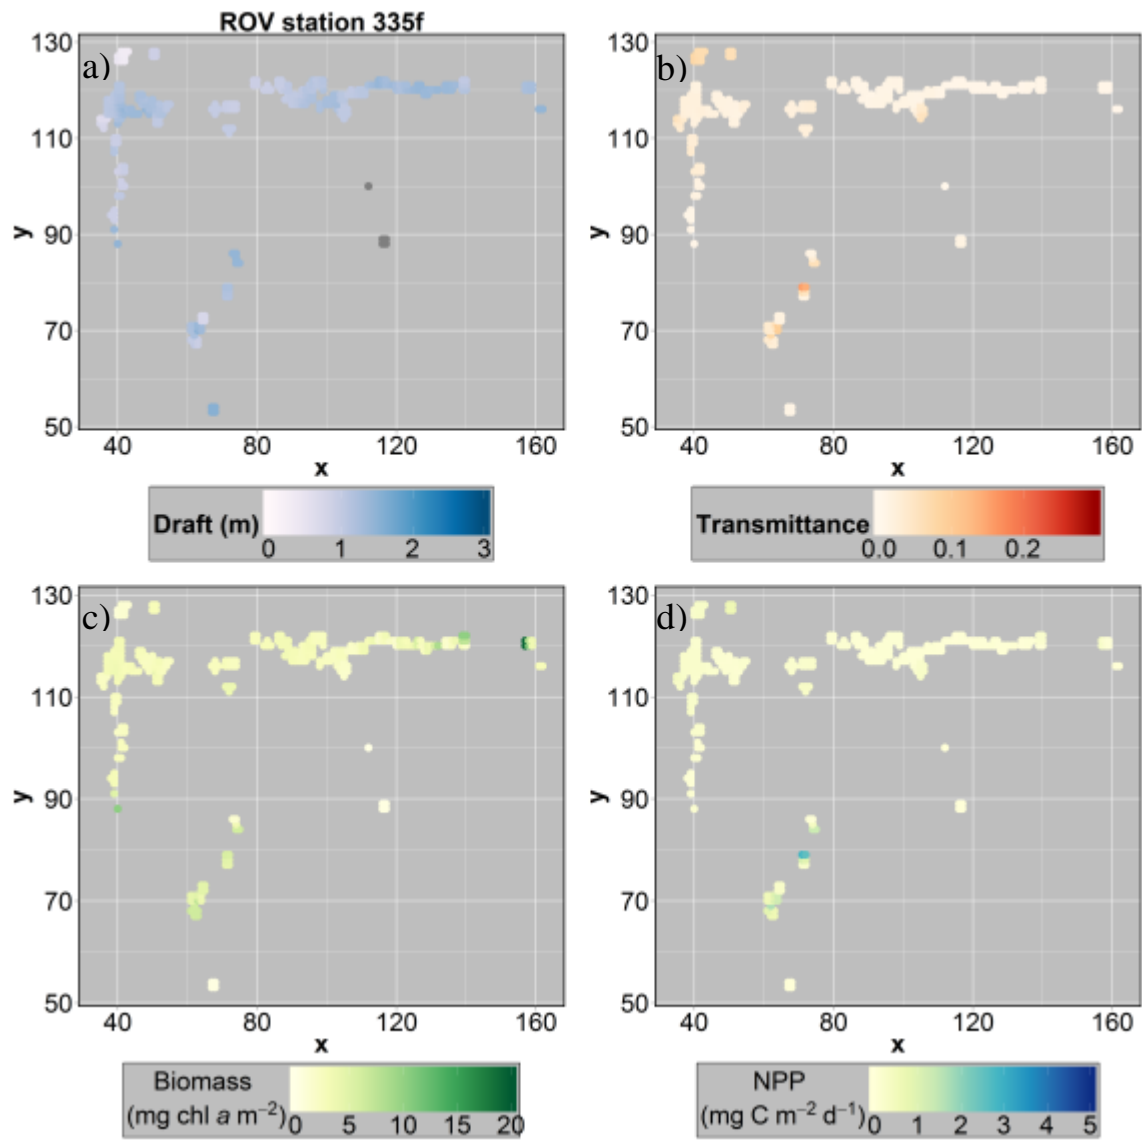 ROV station 335f
a)
130
110
90
70
50
y
40 80 120 160
x
Draft (m)
0 1 2 3
b)
130
110
90
70
50
y
40 80 120 160
x
Transmittance
0.0 0.1 0.2
c)
130
110
90
70
50
y
40 80 120 160
x
Biomass
(mg chl a m−2)
0 5 10 15 20
d)
130
110
90
70
50
y
40 80 120 160
x
NPP
(mg C m−2 d−1)
0 1 2 3 4 5